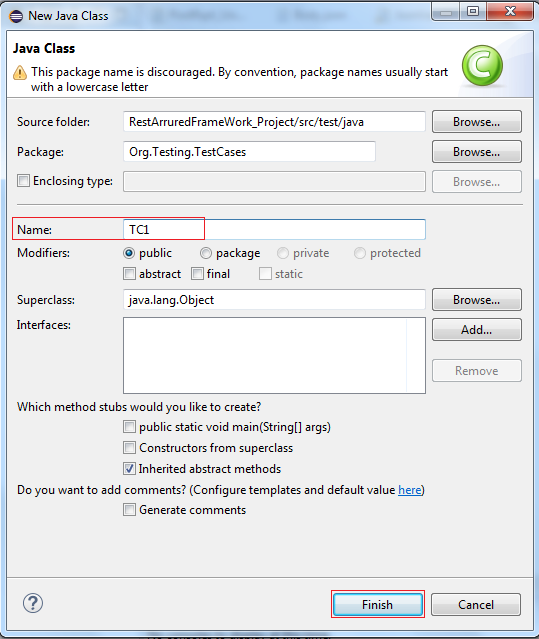 New Java Class
Java Class
This package name is discouraged. By convention, package names usually start
with a lowercase letter
Source folder: RestArruredFrameWork_Project/src/test/java Browse...
Package: Org.Testing.TestCases Browse...
Enclosing type: Browse...
Name: TC1
Modifiers: public package private protected
abstract final static
Superclass: java.lang.Object Browse...
Interfaces: Add...
Remove
Which method stubs would you like to create?
public static void main(String[] args)
Constructors from superclass
Inherited abstract methods
Do you want to add comments? (Configure templates and default value here)
Generate comments
? Finish Cancel